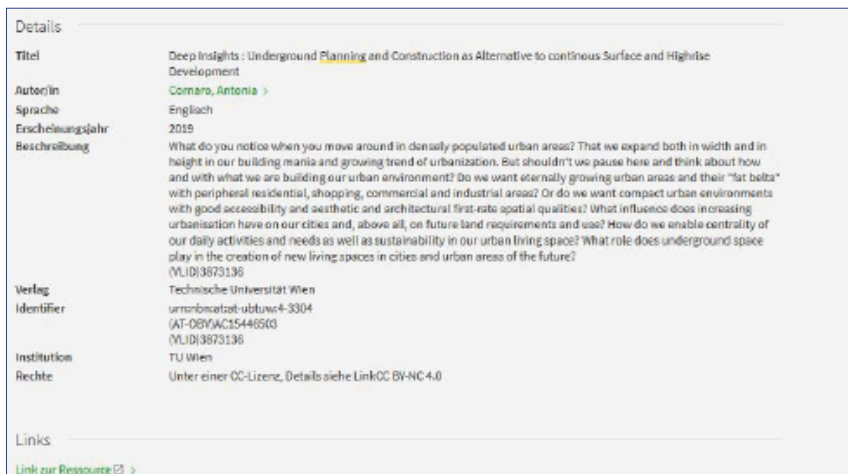 Details
Titel Deep Insights : Underground Planning and Construction as Alternative to continous Surface and Highrise
Development
Autor/in Cornaro, Antonia >
Sprache Englisch
Erscheinungsjahr 2019
Beschreibung What do you notice when you move around in densely populated urban areas? That we expand both in width and in
height in our building mania and growing trend of urbanization. But shouldn't we pause here and think about how
and with what we are building our urban environment? Do we want eternally growing urban areas and their "fat belts"
with peripheral residential, shopping, commercial and industrial areas? Or do we want compact urban environments
with good accessibility and aesthetic and architectural first-rate spatial qualities? What influence does increasing
urbanisation have on our cities and, above all, on future land requirements and use? How do we enable centrality of
our daily activities and needs as well as sustainability in our urban living space? What role does underground space
play in the creation of new living spaces in cities and urban areas of the future?
(VLID)3873136
Verlag Technische Universität Wien
Identifier urn:nbn:at:at-ubtuw:4-3304
(AT-OBV)AC15446503
(VLID)3873136
Institution TU Wien
Rechte Unter einer CC-Lizenz, Details siehe LinkCC BY-NC 4.0
Links
Link zur Ressource >